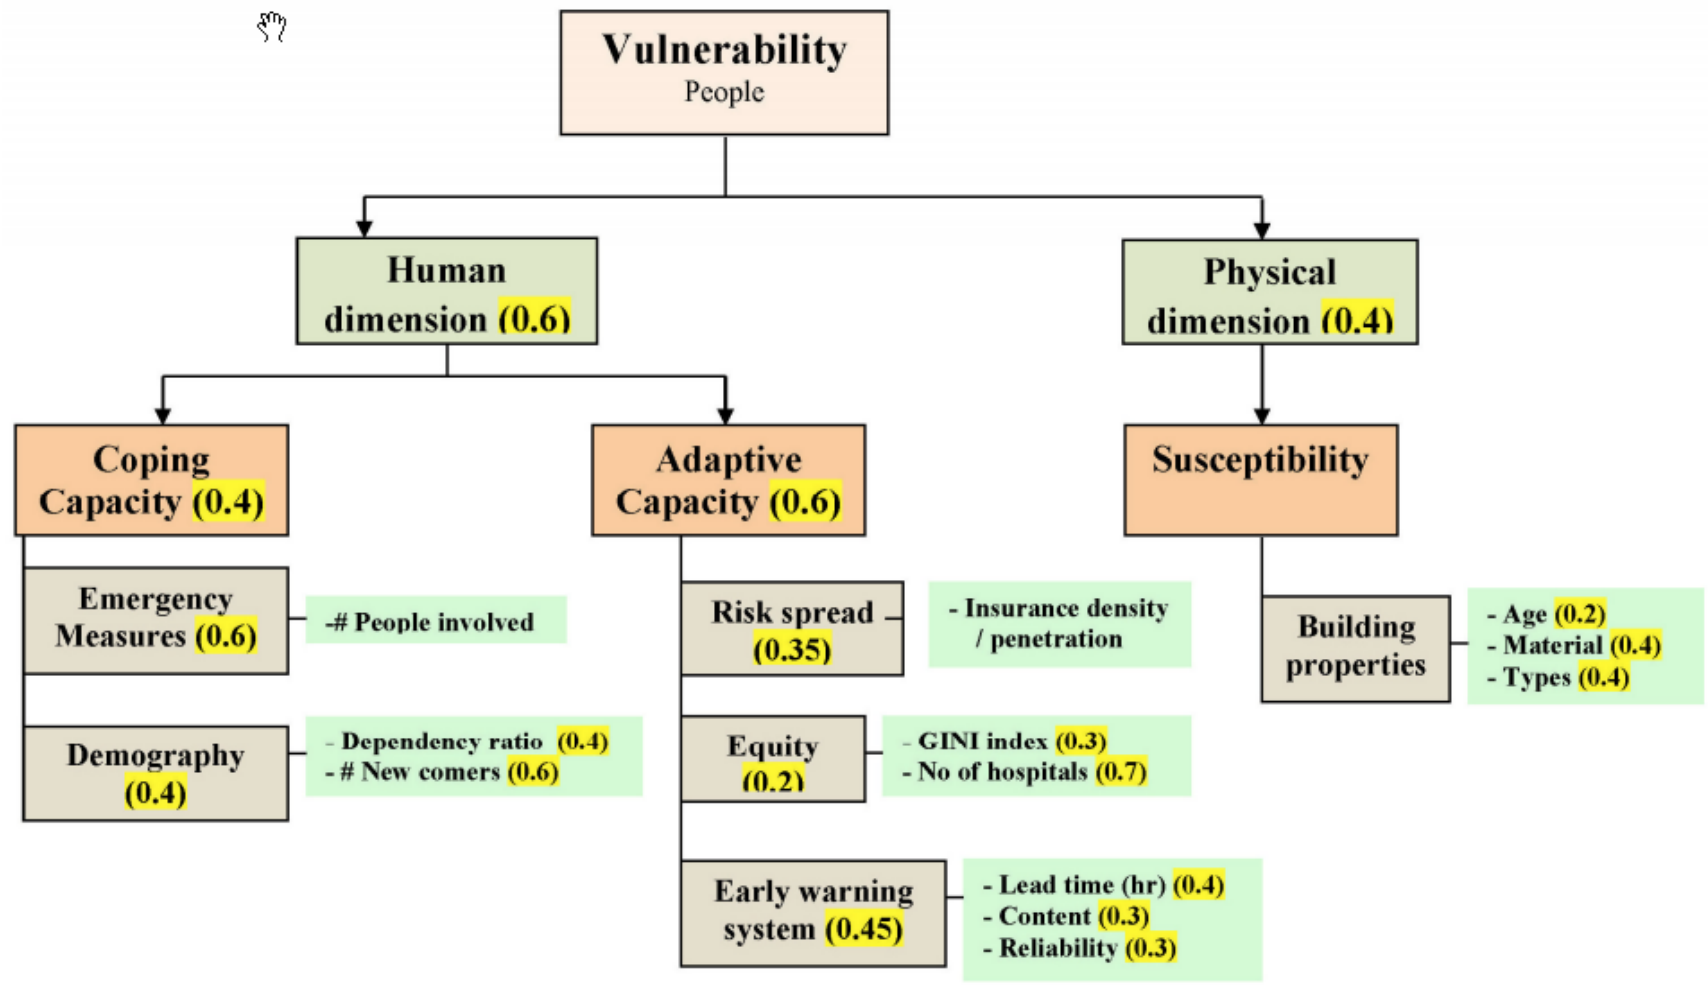 Vulnerability
People
Human
dimension (0.6)
Physical
dimension (0.4)
Coping
Capacity (0.4)
Adaptive
Capacity (0.6)
Susceptibility
Emergency
Measures (0.6)
-# People involved
Demography
(0.4)
- Dependency ratio (0.4)
- # New comers (0.6)
Risk spread
(0.35)
- Insurance density
/ penetration
Equity
(0.2)
- GINI index (0.3)
- No of hospitals (0.7)
Early warning
system (0.45)
- Lead time (hr) (0.4)
- Content (0.3)
- Reliability (0.3)
Building
properties
- Age (0.2)
- Material (0.4)
- Types (0.4)